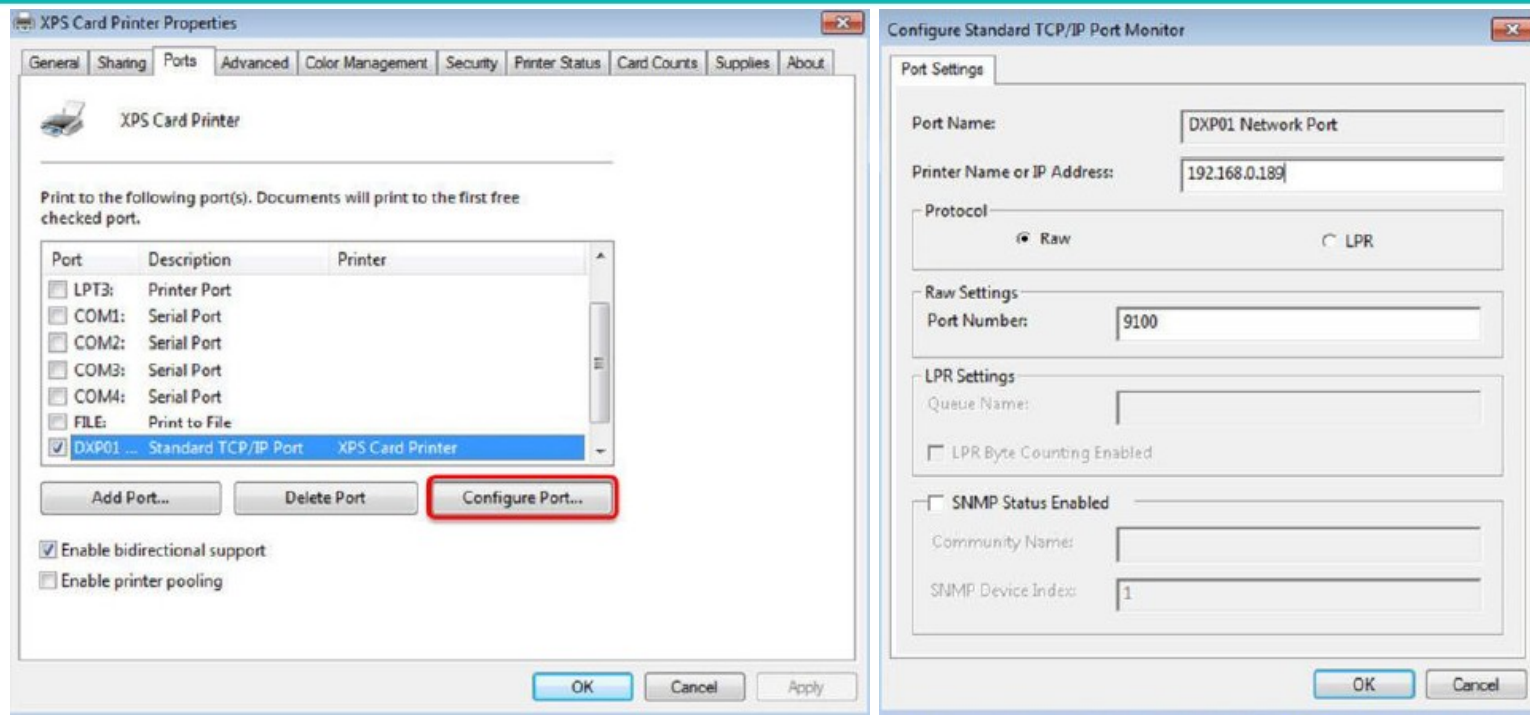 XPS Card Printer Properties
General Sharing Ports Advanced Color Management Security Printer Status Card Counts Supplies About
XPS Card Printer
Print to the following port(s). Documents will print to the first free
checked port.
Port Description Printer
LPT3: Printer Port
COM1: Serial Port
COM2: Serial Port
COM3: Serial Port
COM4: Serial Port
FILE: Print to File
DXP01 ... Standard TCP/IP Port XPS Card Printer
Add Port... Delete Port Configure Port...
Enable bidirectional support
Enable printer pooling
OK Cancel Apply
Configure Standard TCP/IP Port Monitor
Port Settings
Port Name: DXP01 Network Port
Printer Name or IP Address: 192.168.0.189
Protocol
Raw LPR
Raw Settings
Port Number: 9100
LPR Settings
Queue Name:
LPR Byte Counting Enabled
SNMP Status Enabled
Community Name:
SNMP Device Index: 1
OK Cancel